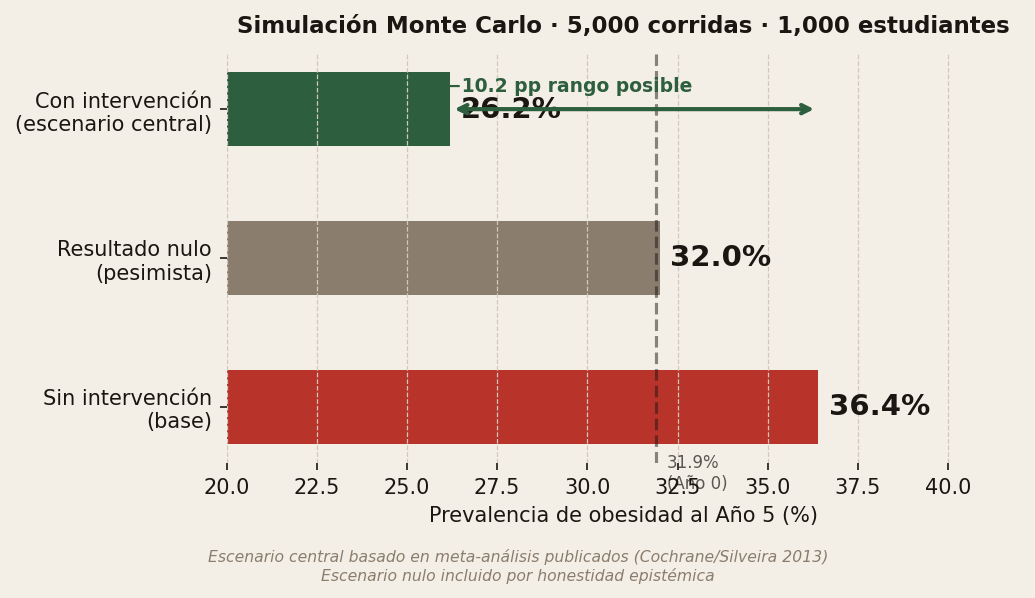 Simulación Monte Carlo · 5,000 corridas · 1,000 estudiantes
−10.2 pp rango posible
Con intervención
(escenario central)
26.2%
Resultado nulo
(pesimista)
32.0%
Sin intervención
(base)
36.4%
31.9%
(Año 0)
20.0 22.5 25.0 27.5 30.0 32.5 35.0 37.5 40.0
Prevalencia de obesidad al Año 5 (%)
Escenario central basado en meta-análisis publicados (Cochrane/Silveira 2013)
Escenario nulo incluido por honestidad epistémica